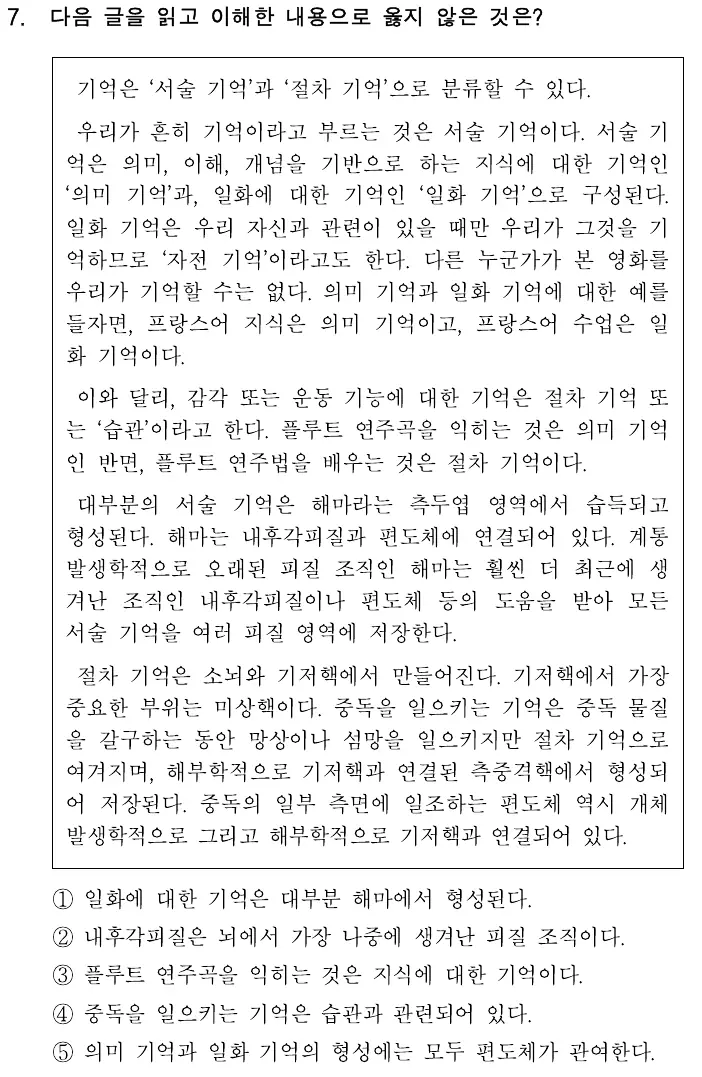 7. 다음 글을 읽고 이해한 내용으로 옳지 않은 것은?
기억은 ‘서술 기억’과 ‘절차 기억’으로 분류할 수 있다.
우리가 흔히 기억이라고 부르는 것은 서술 기억이다. 서술 기
억은 의미, 이해, 개념을 기반으로 하는 지식에 대한 기억인
‘의미 기억’과, 일화에 대한 기억인 ‘일화 기억’으로 구성된다.
일화 기억은 우리 자신과 관련이 있을 때만 우리가 그것을 기
억하므로 ‘자전 기억’이라고도 한다. 다른 누군가가 본 영화를
우리가 기억할 수는 없다. 의미 기억과 일화 기억에 대한 예를
들자면, 프랑스어 지식은 의미 기억이고, 프랑스어 수업은 일
화 기억이다.
이와 달리, 감각 또는 운동 기능에 대한 기억은 절차 기억 또
는 ‘습관’이라고 한다. 플루트 연주곡을 익히는 것은 의미 기억
인 반면, 플루트 연주법을 배우는 것은 절차 기억이다.
대부분의 서술 기억은 해마라는 측두엽 영역에서 습득되고
형성된다. 해마는 내후각피질과 편도체에 연결되어 있다. 계통
발생학적으로 오래된 피질 조직인 해마는 훨씬 더 최근에 생
겨난 조직인 내후각피질이나 편도체 등의 도움을 받아 모든
서술 기억을 여러 피질 영역에 저장한다.
절차 기억은 소뇌와 기저핵에서 만들어진다. 기저핵에서 가장
중요한 부위는 미상핵이다. 중독을 일으키는 기억은 중독 물질
을 갈구하는 동안 망상이나 섬망을 일으키지만 절차 기억으로
여겨지며, 해부학적으로 기저핵과 연결된 측중격핵에서 형성되
어 저장된다. 중독의 일부 측면에 일조하는 편도체 역시 개체
발생학적으로 그리고 해부학적으로 기저핵과 연결되어 있다.
① 일화에 대한 기억은 대부분 해마에서 형성된다.
② 내후각피질은 뇌에서 가장 나중에 생겨난 피질 조직이다.
③ 플루트 연주곡을 익히는 것은 지식에 대한 기억이다.
④ 중독을 일으키는 기억은 습관과 관련되어 있다.
⑤ 의미 기억과 일화 기억의 형성에는 모두 편도체가 관여한다.